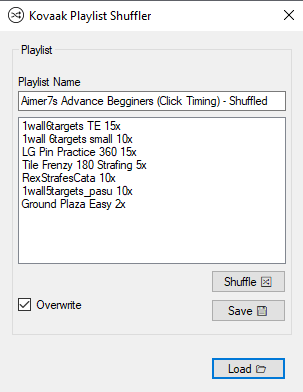 Kovaak Playlist Shuffler
Playlist
Playlist Name
Aimer7s Advance Begginers (Click Timing) - Shuffled
1wall6targets TE 15x
1wall 6targets small 10x
LG Pin Practice 360 15x
Tile Frenzy 180 Strafing 5x
RexStrafesCata 10x
1wall5targets_pasu 10x
Ground Plaza Easy 2x
Shuffle
Overwrite
Save
Load